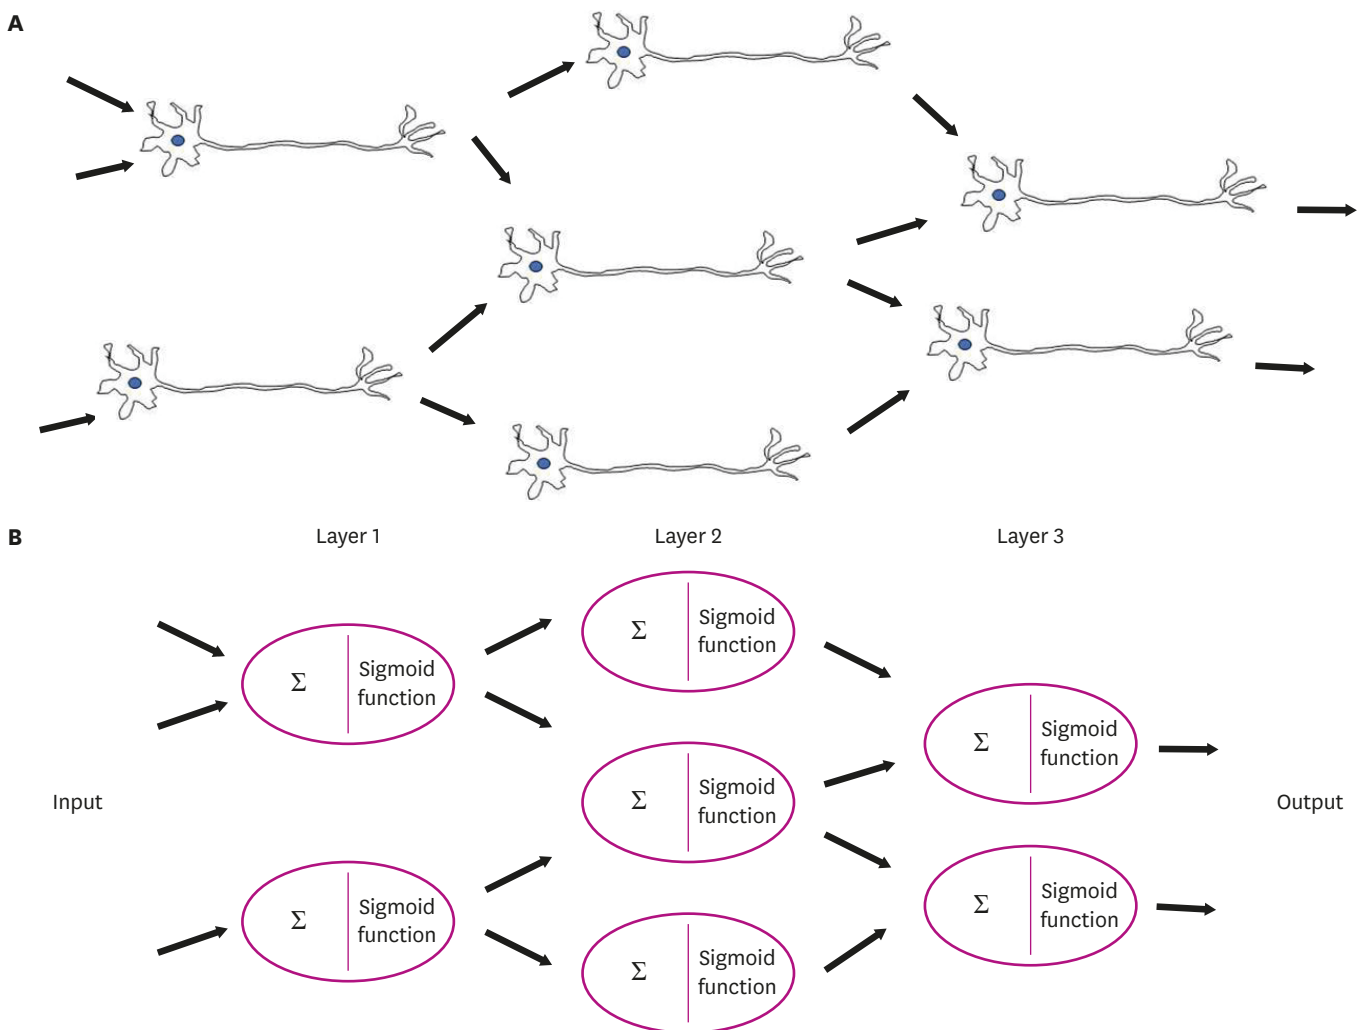 A
B
Layer 1
Layer 2
Layer 3
Σ
Sigmoid
function
Σ
Sigmoid
function
Σ
Sigmoid
function
Σ
Sigmoid
function
Input
Output
Σ
Sigmoid
function
Σ
Sigmoid
function
Σ
Sigmoid
function